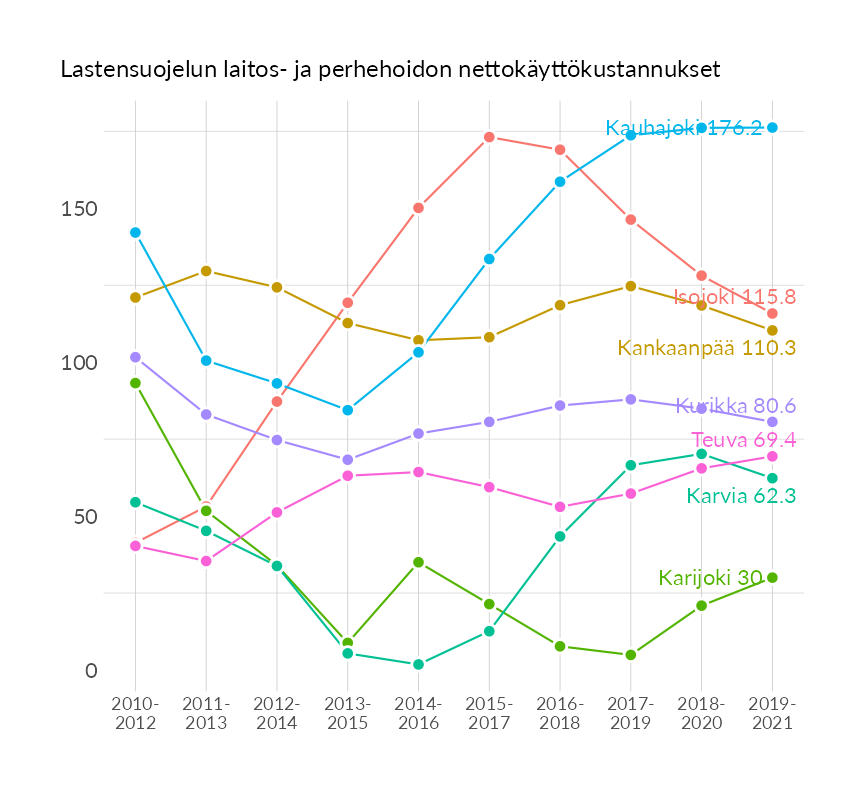 Lastensuojelun laitos- ja perhehoidon nettokäyttökustannukset
Kauhajoki 176.2
150
Isojoki 115.8
Kankaanpää 110.3
100
Kurikka 80.6
Teuva 69.4
Karvia 62.3
50
Karijoki 30
0
2010- 2011- 2012- 2013- 2014- 2015- 2016- 2017- 2018- 2019-
2012 2013 2014 2015 2016 2017 2018 2019 2020 2021